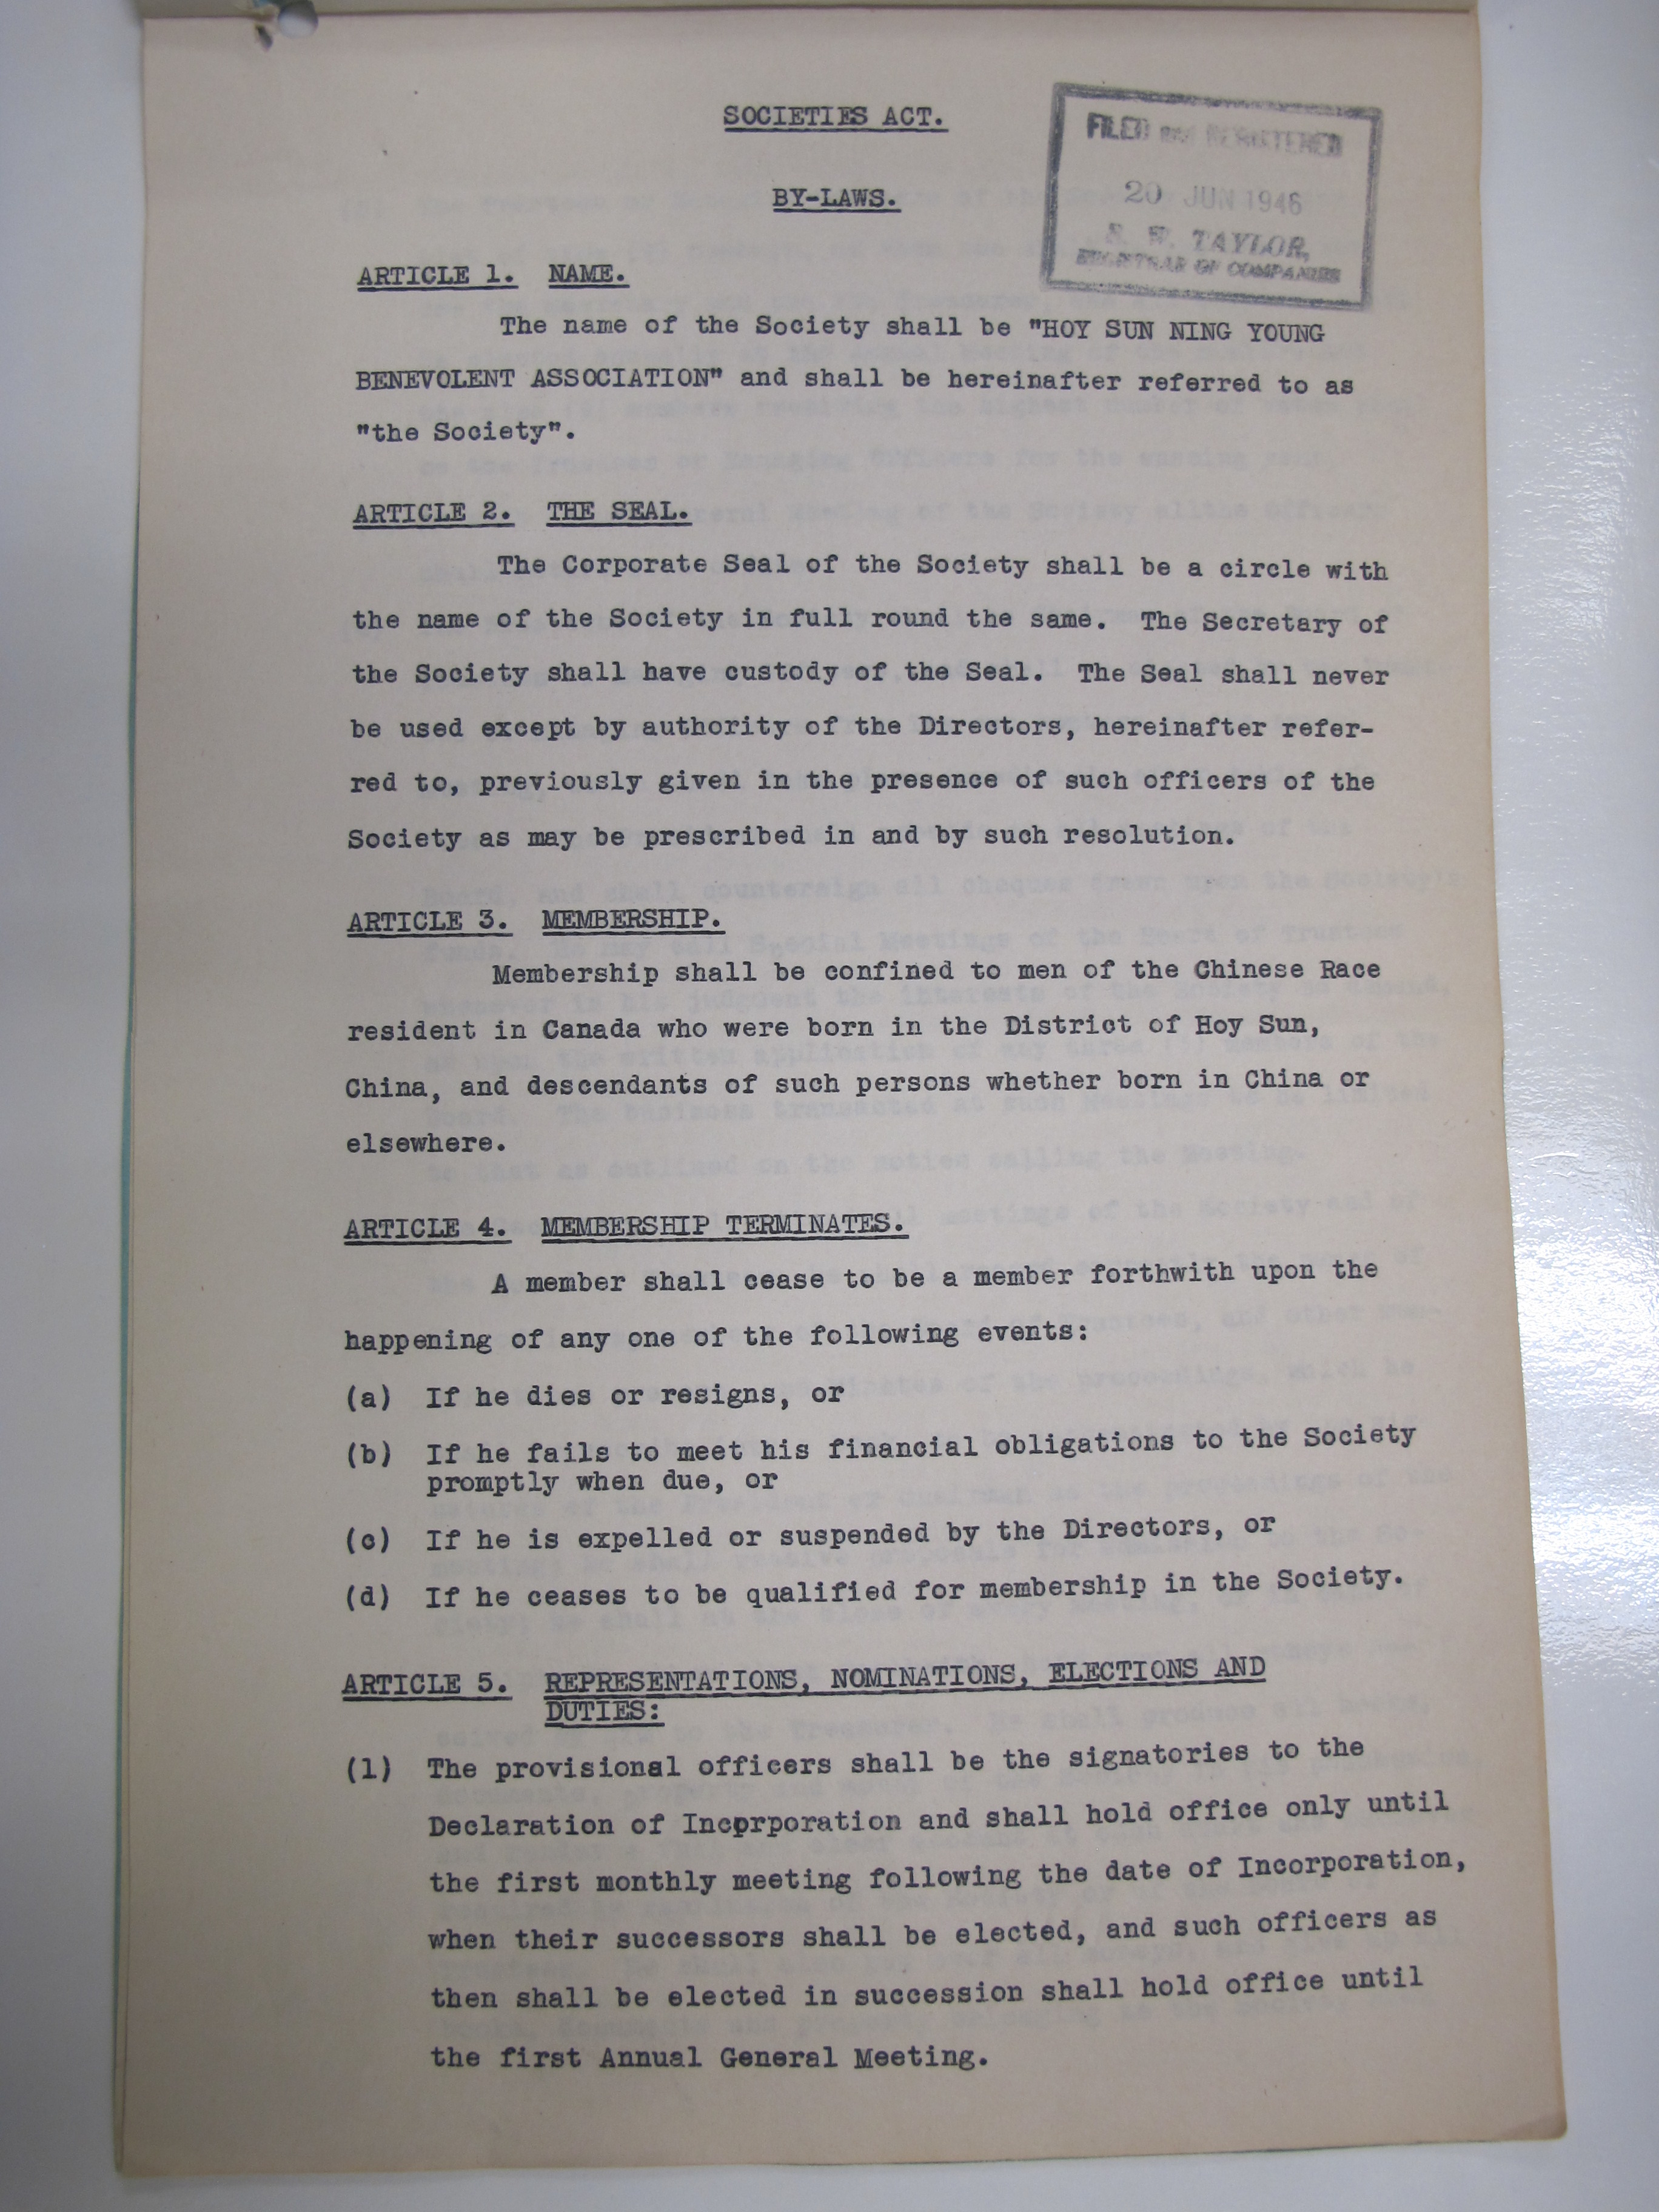 SOCIETIES ACT.
BY-LAWS.
FILED and REGISTERED
20 JUN 1946
TAYLOR,
REGISTRAR OF COMPANIES
ARTICLE 1. NAME.
The name of the Society shall be "HOY SUN NING YOUNG
BENEVOLENT ASSOCIATION" and shall be hereinafter referred to as
"the Society".
ARTICLE 2. THE SEAL.
The Corporate Seal of the Society shall be a circle with
the name of the Society in full round the same. The Secretary of
the Society shall have custody of the Seal. The Seal shall never
be used except by authority of the Directors, hereinafter refer-
red to, previously given in the presence of such officers of the
Society as may be prescribed in and by such resolution.
ARTICLE 3. MEMBERSHIP.
Membership shall be confined to men of the Chinese Race
resident in Canada who were born in the District of Hoy Sun,
China, and descendants of such persons whether born in China or
elsewhere.
ARTICLE 4. MEMBERSHIP TERMINATES.
A member shall cease to be a member forthwith upon the
happening of any one of the following events:
(a) If he dies or resigns, or
(b) If he fails to meet his financial obligations to the Society
promptly when due, or
(c) If he is expelled or suspended by the Directors, or
(d) If he ceases to be qualified for membership in the Society.
ARTICLE 5. REPRESENTATIONS, NOMINATIONS, ELECTIONS AND
DUTIES:
(1) The provisional officers shall be the signatories to the
Declaration of Incprporation and shall hold office only until
the first monthly meeting following the date of Incorporation,
when their successors shall be elected, and such officers as
then shall be elected in succession shall hold office until
the first Annual General Meeting.